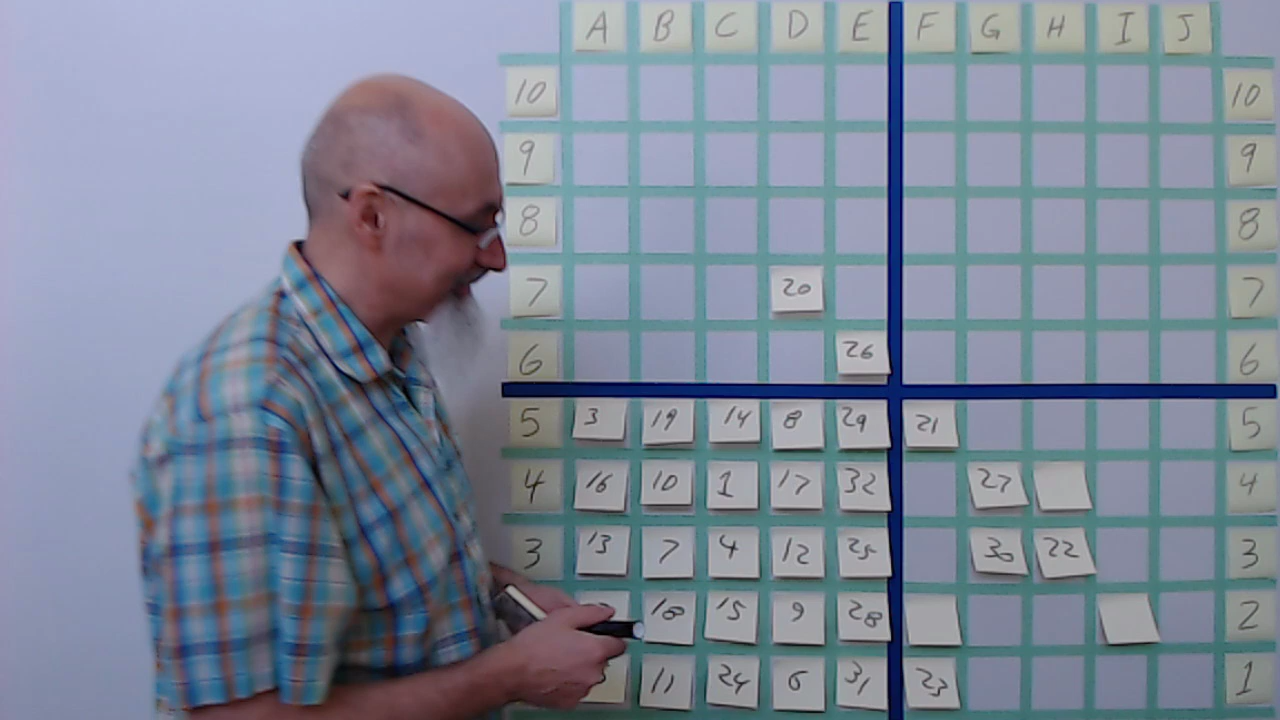 A B C D E F G H I J
10 10
9 9
8 8
7 20 7
6 26 6
5 3 19 14 8 29 21 5
4 16 10 1 17 32 27 4
3 13 7 4 12 25 30 22 3
18 15 9 28 2
11 24 6 31 23 1